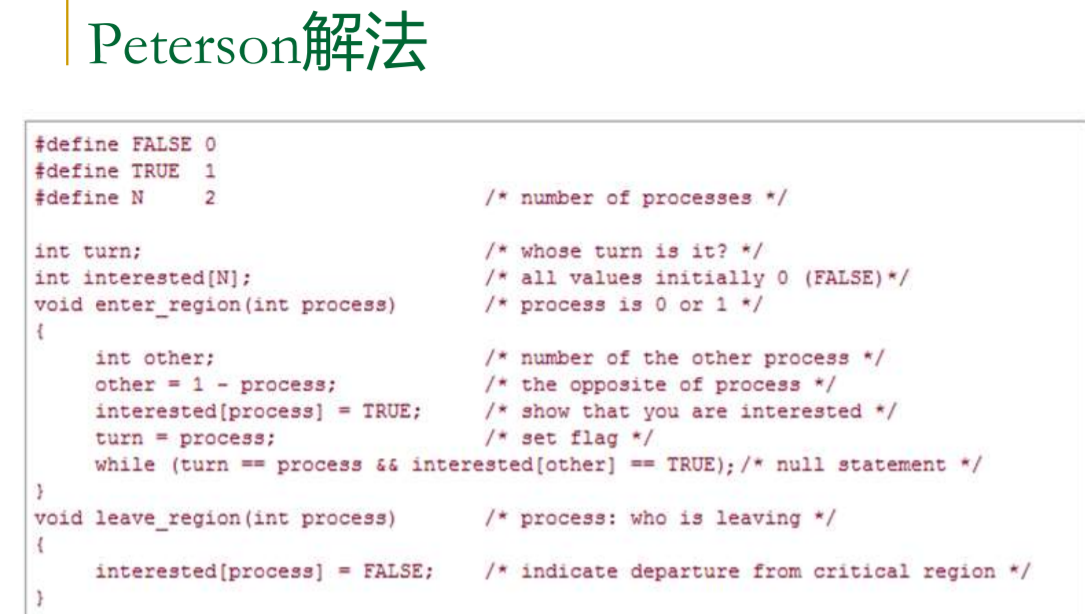 Peterson解法
#define FALSE 0
#define TRUE  1
#define N     2                      /* number of processes */
int turn;                            /* whose turn is it? */
int interested[N];                   /* all values initially 0 (FALSE)*/
void enter_region(int process)       /* process is 0 or 1 */
{
     int other;                      /* number of the other process */
     other = 1 - process;            /* the opposite of process */
     interested[process] = TRUE;     /* show that you are interested */
     turn = process;                 /* set flag */
     while (turn == process && interested[other] == TRUE);/* null statement */
}
void leave_region(int process)       /* process: who is leaving */
{
     interested[process] = FALSE;    /* indicate departure from critical region */
}